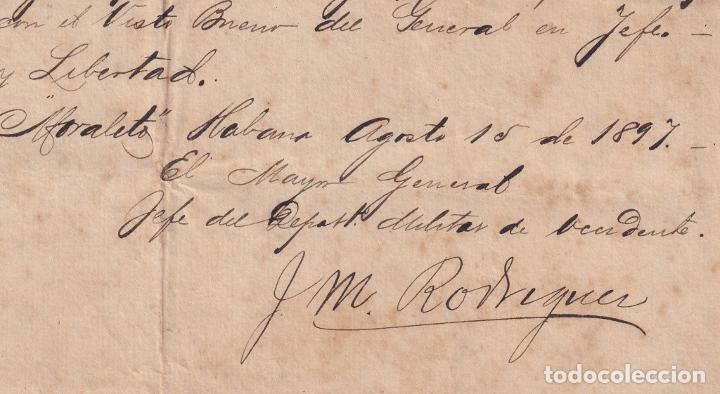 con el Visto Bueno del General en Jefe. —
y Libertad.
"Moralito" Habana Agosto 15 de 1897. —
El Mayor General
Jefe del Depart. Militar de Occidente.
J M. Rodriguez
todocoleccion.net